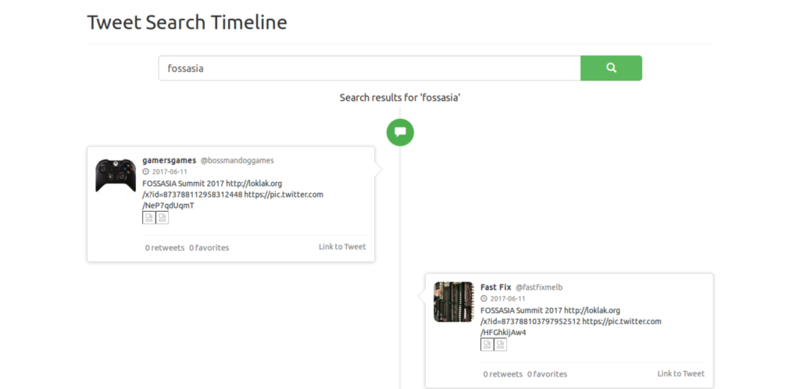 Tweet Search Timeline
fossasia
Search results for 'fossasia'
gamersgames @bossmandoggames
2017-06-11
FOSSASIA Summit 2017 http://loklak.org
/x?id=873788112958312448 https://pic.twitter.com
/NeP7qdUqmT
0 retweets 0 favorites Link to Tweet
Fast Fix @fastfixmelb
2017-06-11
FOSSASIA Summit 2017 http://loklak.org
/x?id=873788103797952512 https://pic.twitter.com
/HFGhkijAw4
0 retweets 0 favorites Link to Tweet